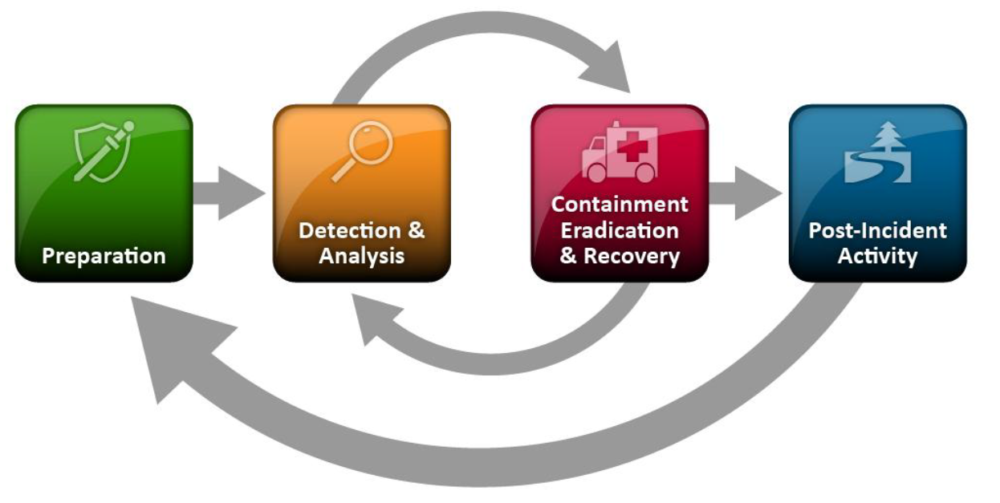 Preparation
Detection &
Analysis
Containment
Eradication
& Recovery
Post-Incident
Activity